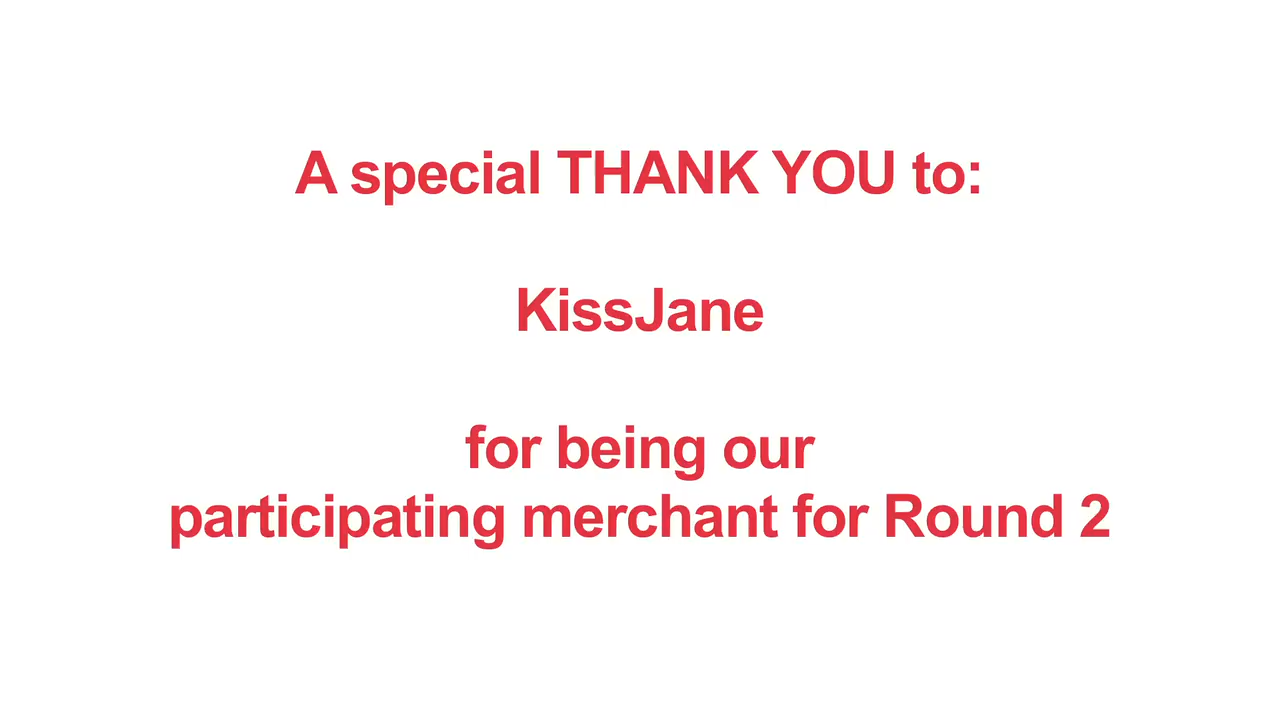 A special THANK YOU to:
KissJane
for being our
participating merchant for Round 2